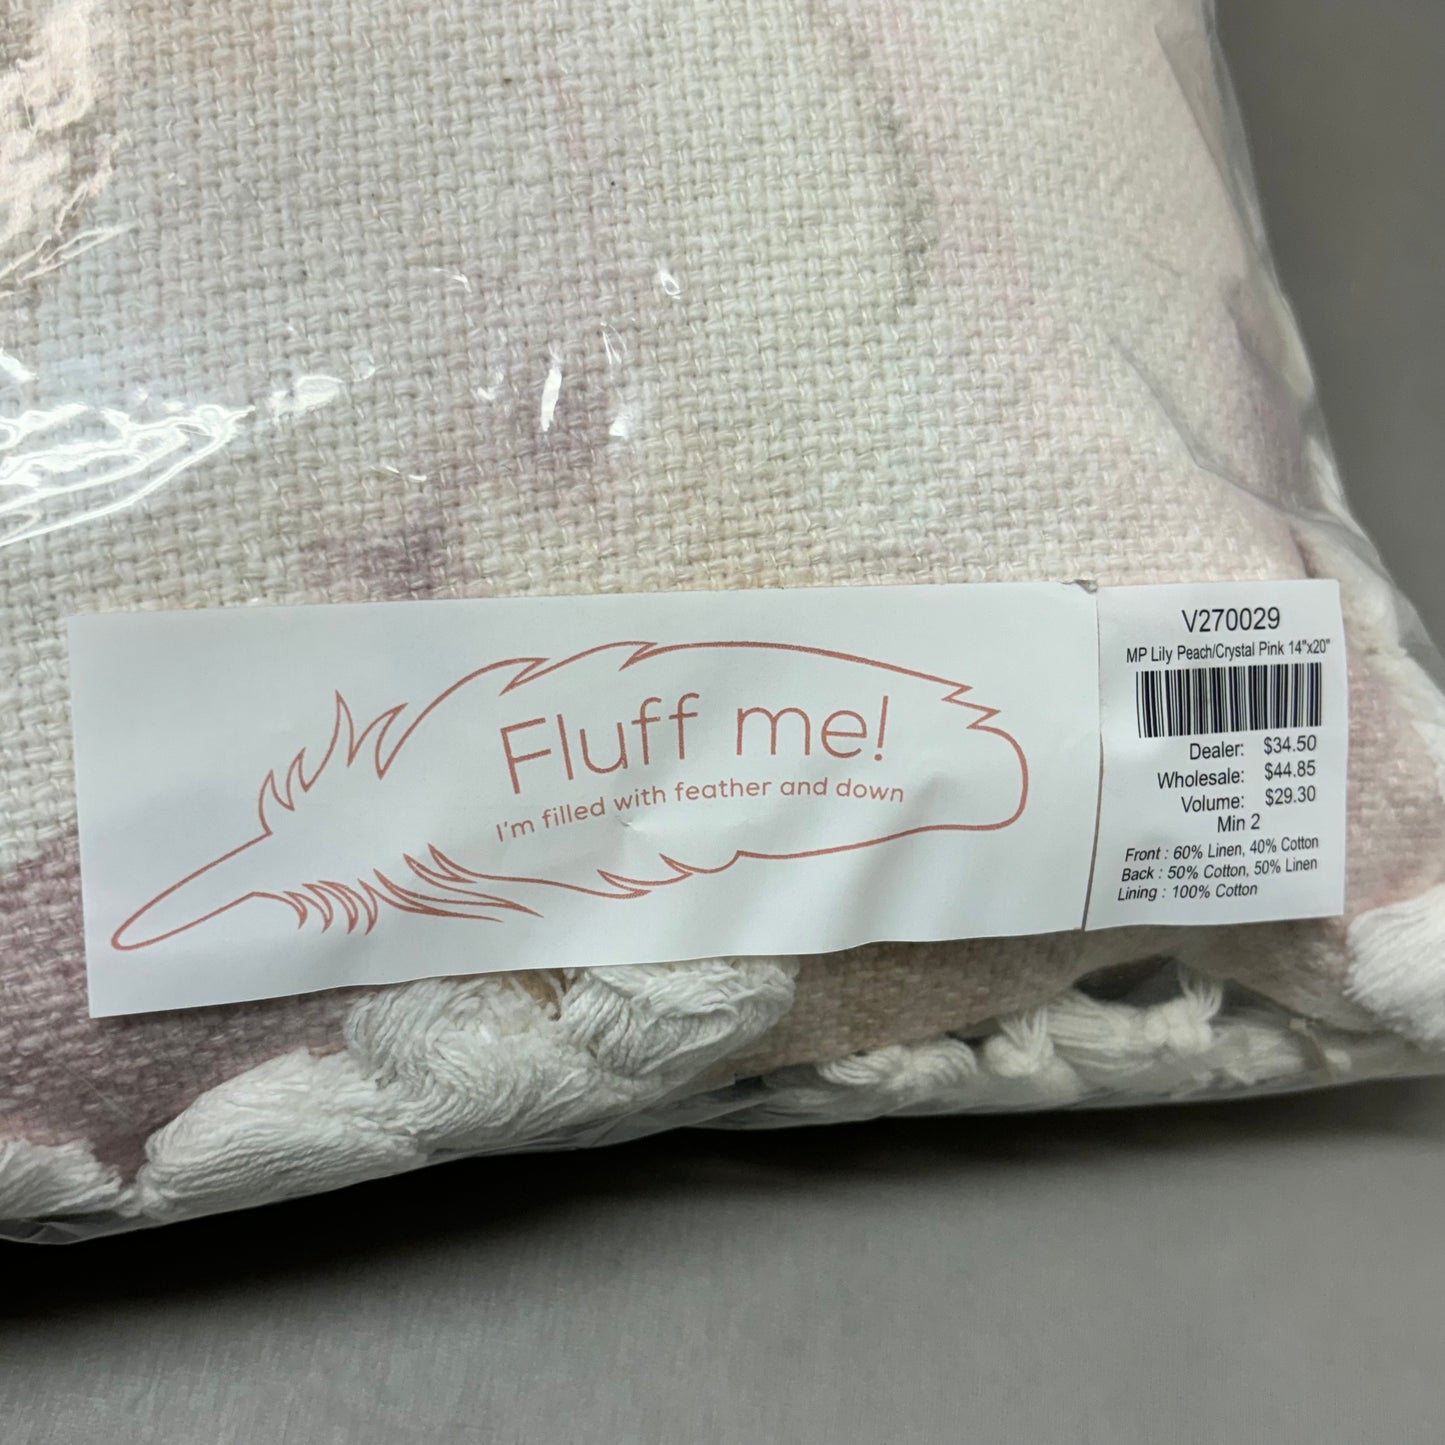 Fluff me!
I'm filled with feather and down
V270029
MP Lily Peach/Crystal Pink 14"x20"
Dealer: $34.50
Wholesale: $44.85
Volume: $29.30
Min 2
Front : 60% Linen, 40% Cotton
Back : 50% Cotton, 50% Linen
Lining : 100% Cotton